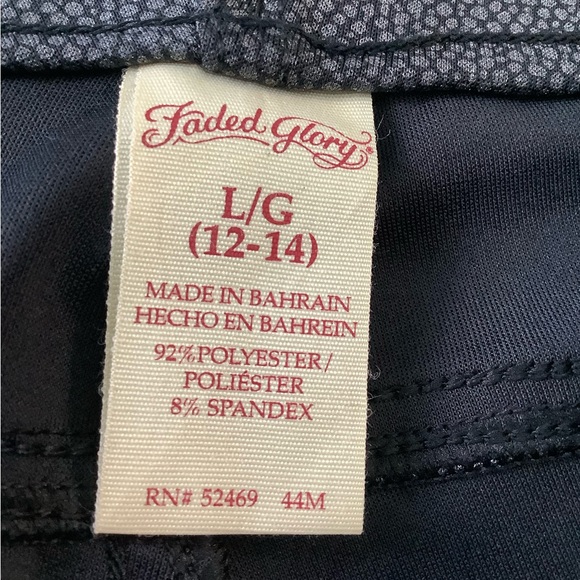 Faded Glory®
L/G
(12-14)
MADE IN BAHRAIN
HECHO EN BAHREIN
92% POLYESTER/
POLIÉSTER
8% SPANDEX
RN# 52469 44M